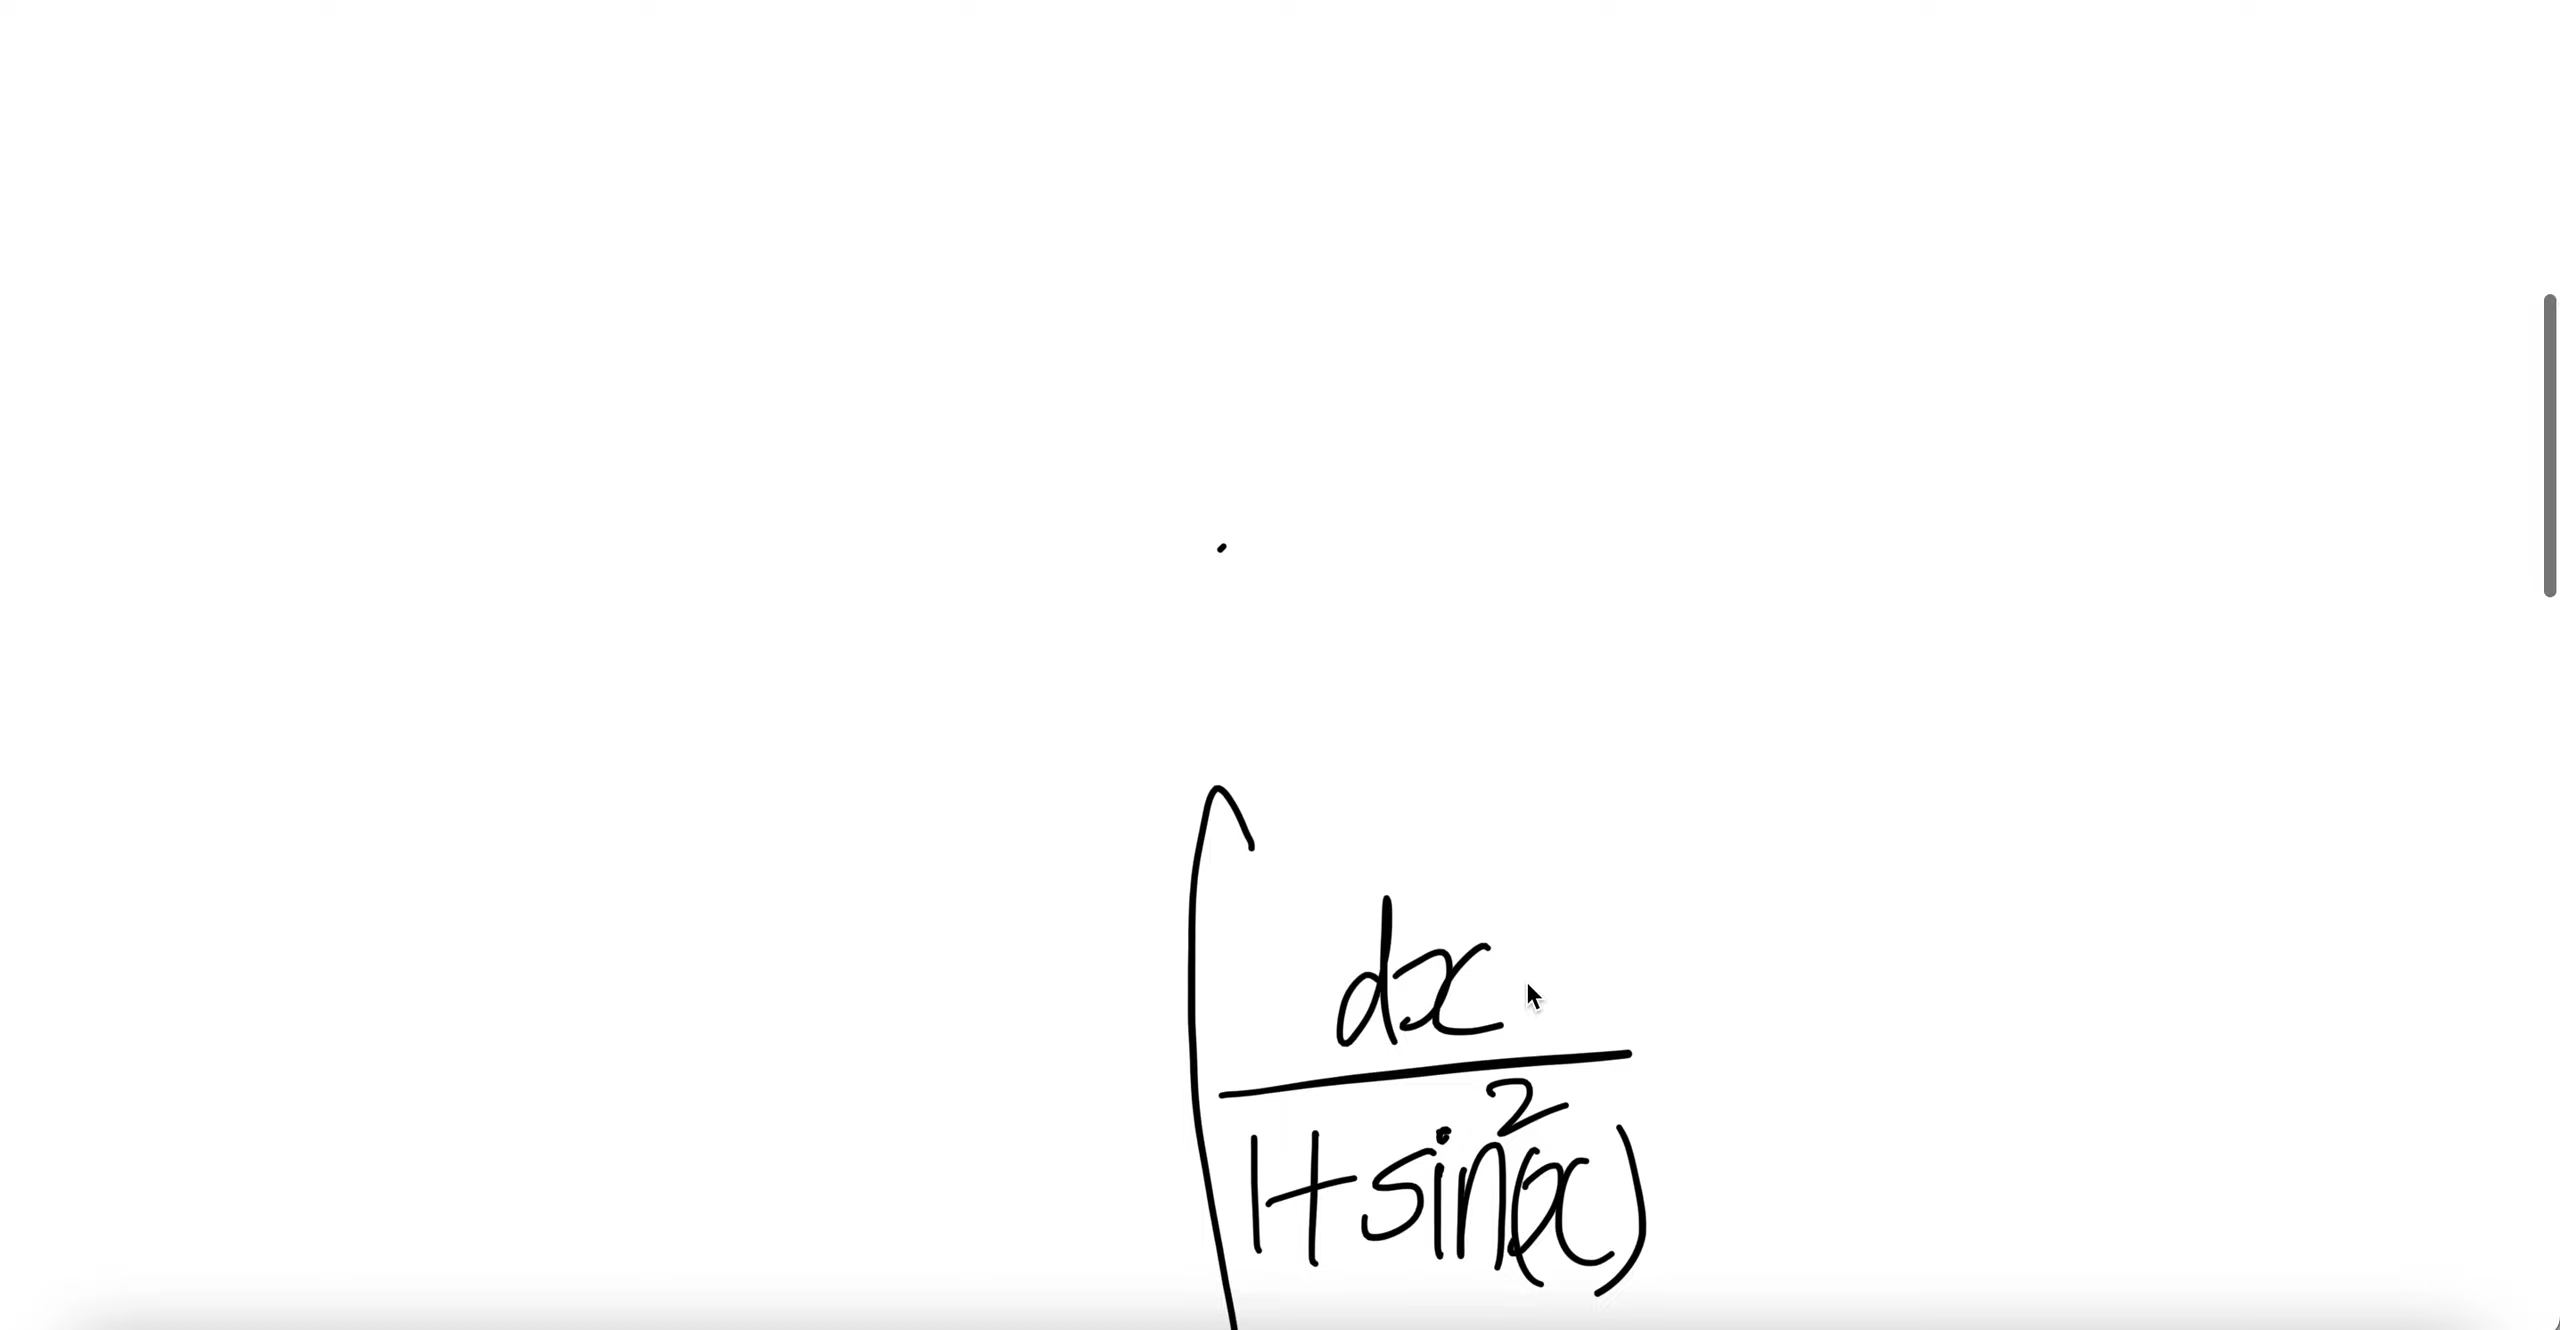 ∫ dx / 1+sin²(x)